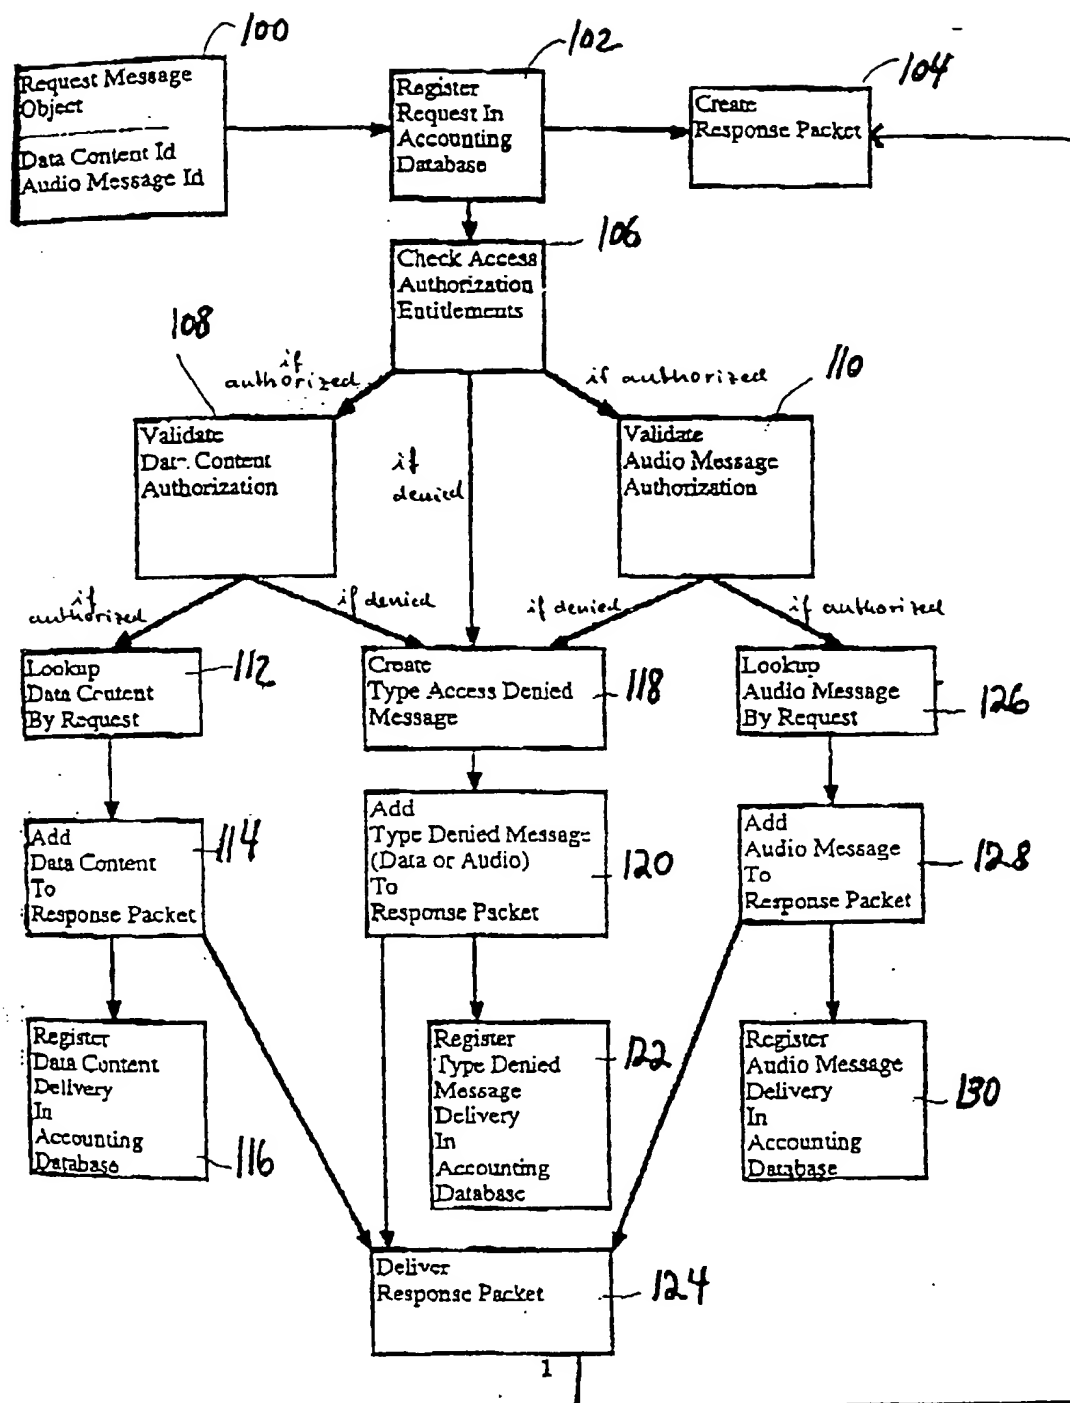 100
Request Message
Object
Data Content Id
Audio Message Id
102
Register
Request In
Accounting
Database
104
Create
Response Packet
106
Check Access
Authorization
Entitlements
108
if
authorized
if authorized
110
Validate
Data Content
Authorization
if
denied
Validate
Audio Message
Authorization
if
authorized
if denied
if denied
if authorized
Lookup
Data Content
By Request
112
Create
Type Access Denied
Message
118
Lookup
Audio Message
By Request
126
Add
Data Content
To
Response Packet
114
Add
Type Denied Message
(Data or Audio)
To
Response Packet
120
Add
Audio Message
To
Response Packet
128
Register
Data Content
Delivery
In
Accounting
Database
116
Register
Type Denied
Message
Delivery
In
Accounting
Database
122
Register
Audio Message
Delivery
In
Accounting
Database
130
Deliver
Response Packet
124
1